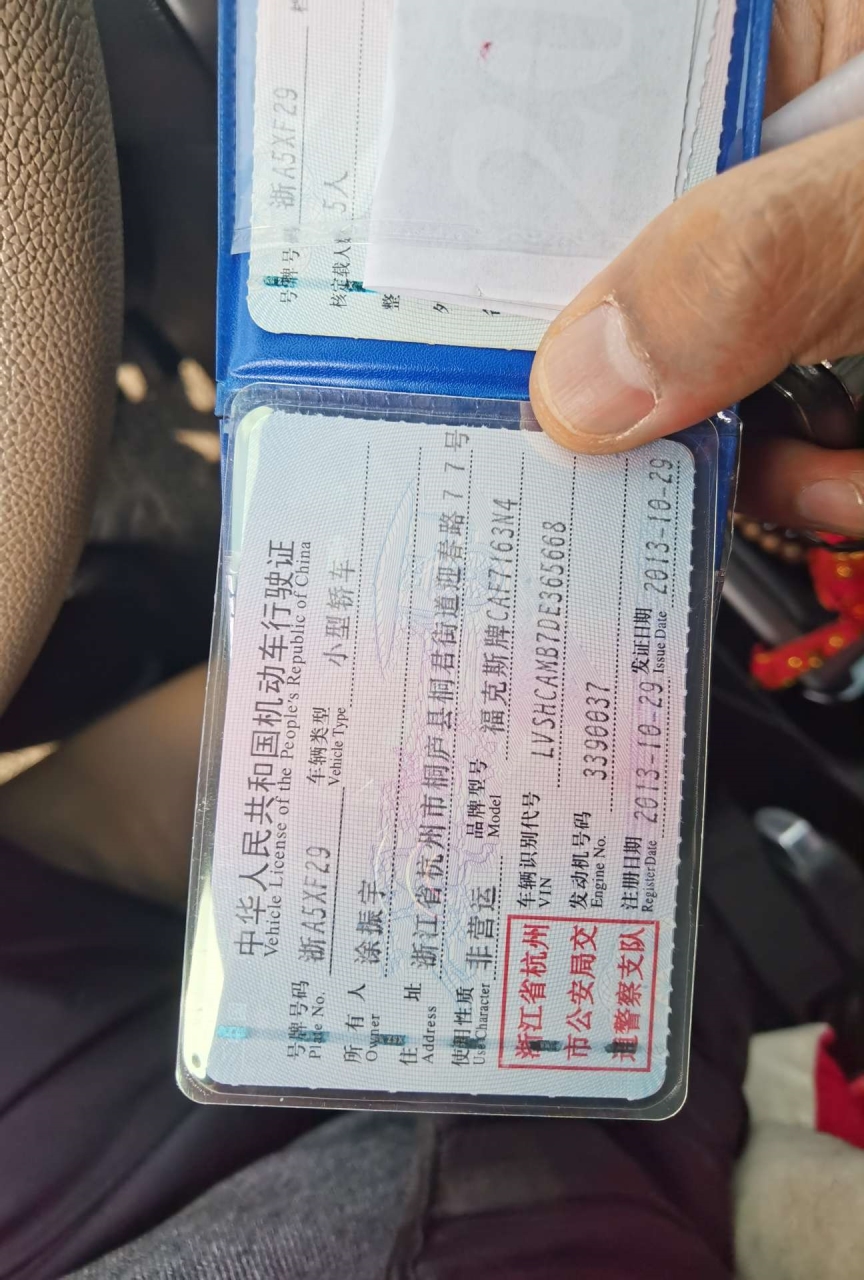 中华人民共和国机动车行驶证
Vehicle License of the People's Republic of China
号牌号码 浙A5XF29 车辆类型 小型轿车
Plate No. Vehicle Type
所有人 涂振宇
Owner
住址 浙江省杭州市桐庐县桐君街道迎春路77号
Address
使用性质 非营运 品牌型号 福克斯牌CAF7163N4
Use Character Model
浙江省杭州
市公安局交
通警察支队
车辆识别代号 LVSHCAMB7DE365668
VIN
发动机号码 3390037
Engine No.
注册日期 2013-10-29 发证日期 2013-10-29
Register Date Issue Date
号牌号码 浙A5XF29
核定载人数 5人
整
20